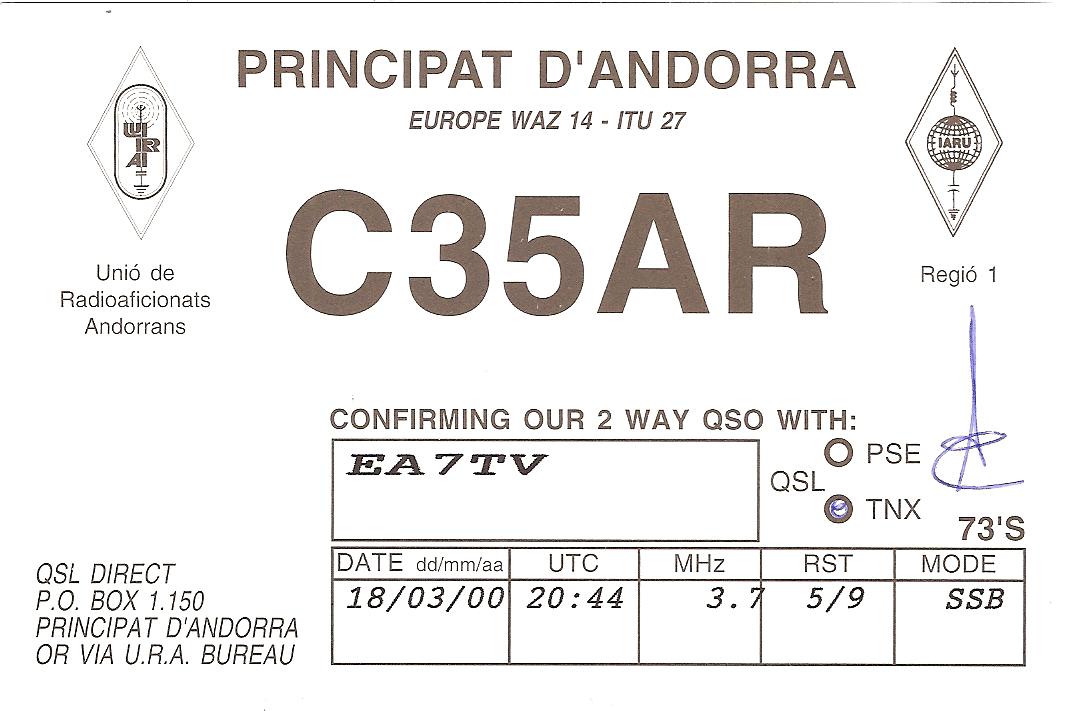 PRINCIPAT D'ANDORRA
EUROPE WAZ 14 - ITU 27
URA
IARU
C35AR
Unió de
Radioaficionats
Andorrans
Regió 1
CONFIRMING OUR 2 WAY QSO WITH:
EA7TV
QSL
PSE
TNX
73'S
DATE dd/mm/aa UTC MHz RST MODE
18/03/00 20:44 3.7 5/9 SSB
QSL DIRECT
P.O. BOX 1.150
PRINCIPAT D'ANDORRA
OR VIA U.R.A. BUREAU